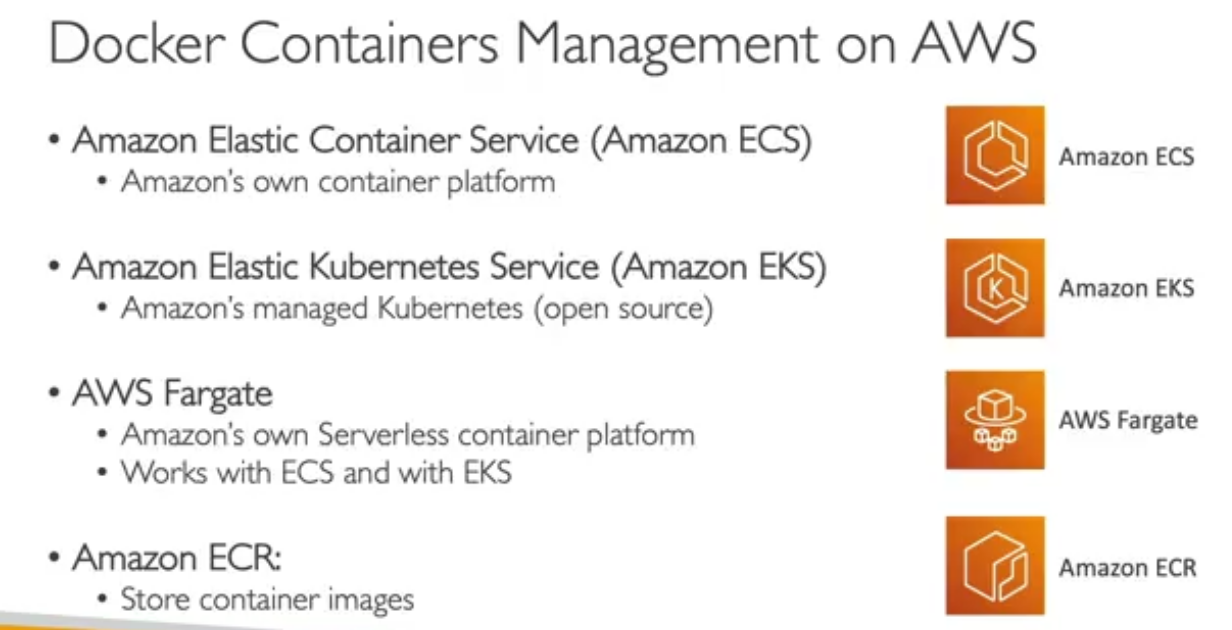 Docker Containers Management on AWS
• Amazon Elastic Container Service (Amazon ECS)
• Amazon's own container platform
Amazon ECS
• Amazon Elastic Kubernetes Service (Amazon EKS)
• Amazon's managed Kubernetes (open source)
K
Amazon EKS
• AWS Fargate
• Amazon's own Serverless container platform
• Works with ECS and with EKS
AWS Fargate
• Amazon ECR:
• Store container images
Amazon ECR